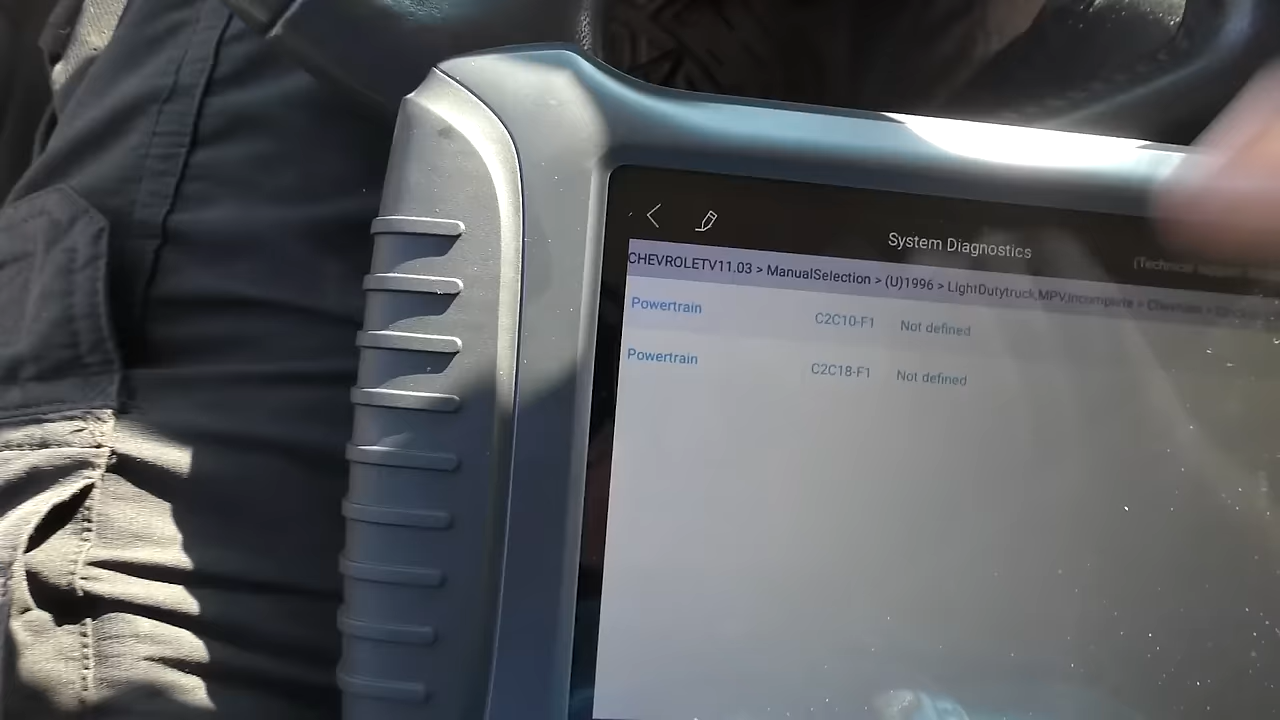 System Diagnostics
(Technical
CHEVROLETV11.03 > ManualSelection > (U)1996 > LightDutytruck,MPV,Incomplete > Chevrolet >
Powertrain C2C10-F1 Not defined
Powertrain C2C18-F1 Not defined